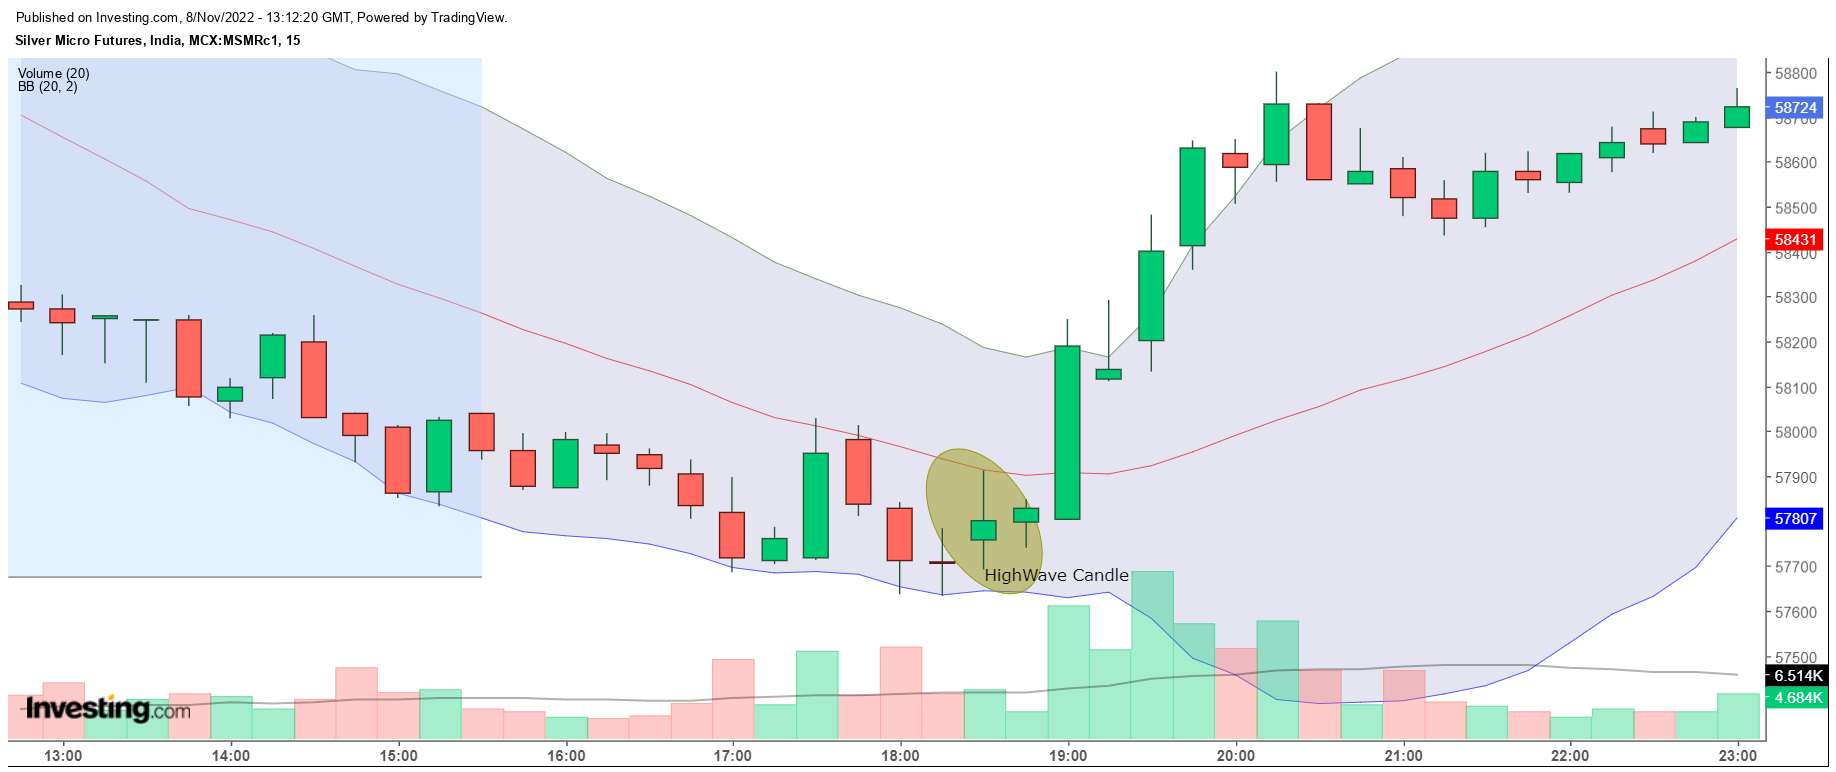 Published on Investing.com, 8/Nov/2022 - 13:12:20 GMT, Powered by TradingView.
Silver Micro Futures, India, MCX:MSMRc1, 15
Volume (20)
BB (20, 2)
58800
58724
58700
58600
58500
58431
58400
58300
58200
58100
58000
57900
57807
57700
57600
57500
6.514K
4.684K
HighWave Candle
Investing.com
13:00 14:00 15:00 16:00 17:00 18:00 19:00 20:00 21:00 22:00 23:00